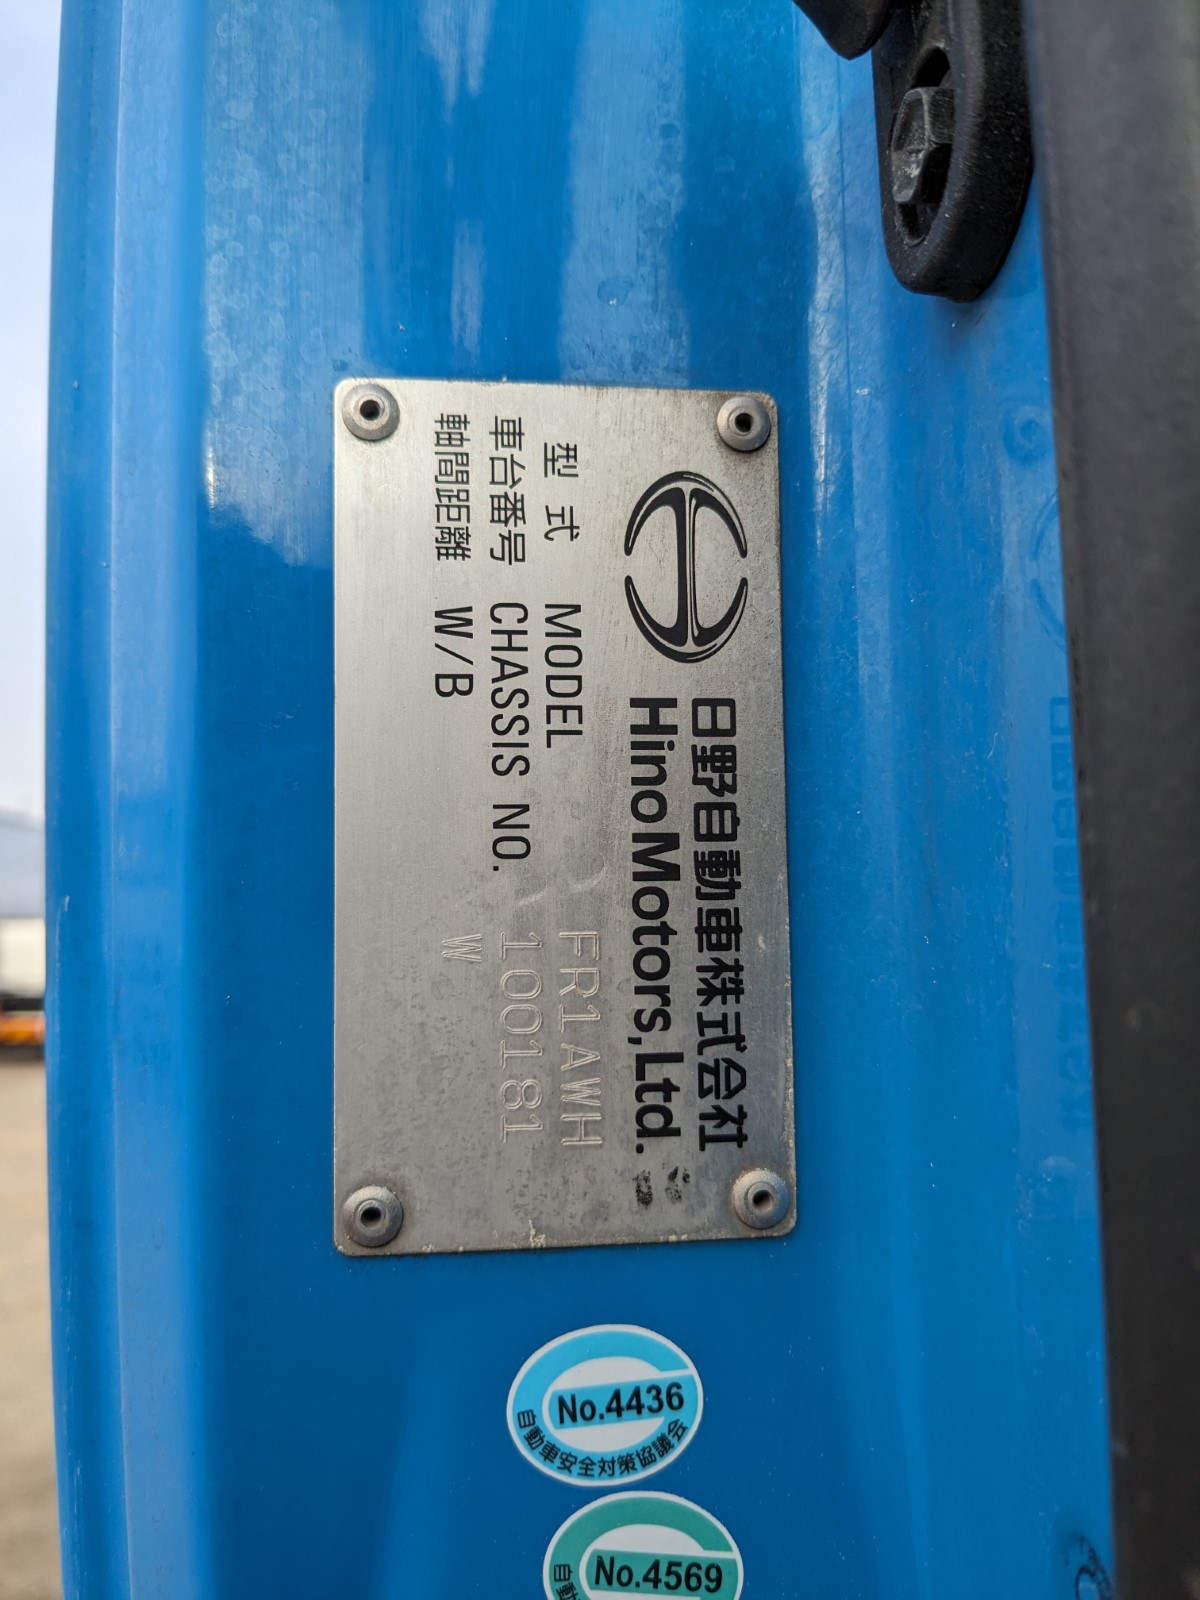 日野自動車株式会社
Hino Motors, Ltd.
型式 MODEL FR1AWH
車台番号 CHASSIS NO. 100181
軸間距離 W/B W
No.4436
自動車安全対策協議会
No.4569
自動